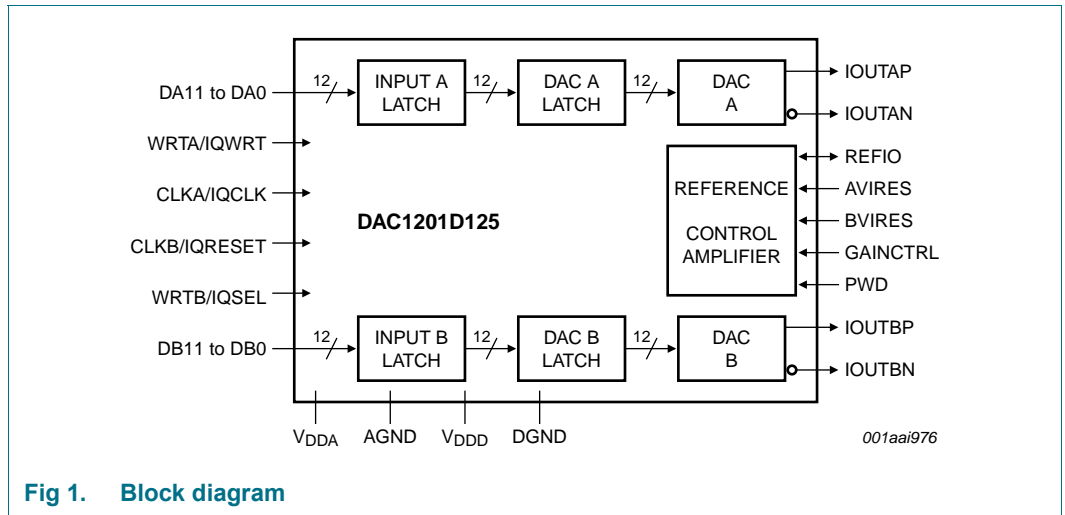 DA11 to DA0
WRTA/IQWRT
CLKA/IQCLK
CLKB/IQRESET
WRTB/IQSEL
DB11 to DB0
12
INPUT A
LATCH
12
DAC A
LATCH
12
DAC
A
IOUTAP
IOUTAN
REFIO
AVIRES
BVIRES
GAINCTRL
PWD
IOUTBP
IOUTBN
REFERENCE
CONTROL
AMPLIFIER
DAC1201D125
12
INPUT B
LATCH
12
DAC B
LATCH
12
DAC
B
VDDA
AGND
VDDD
DGND
001aai976
Fig 1. Block diagram